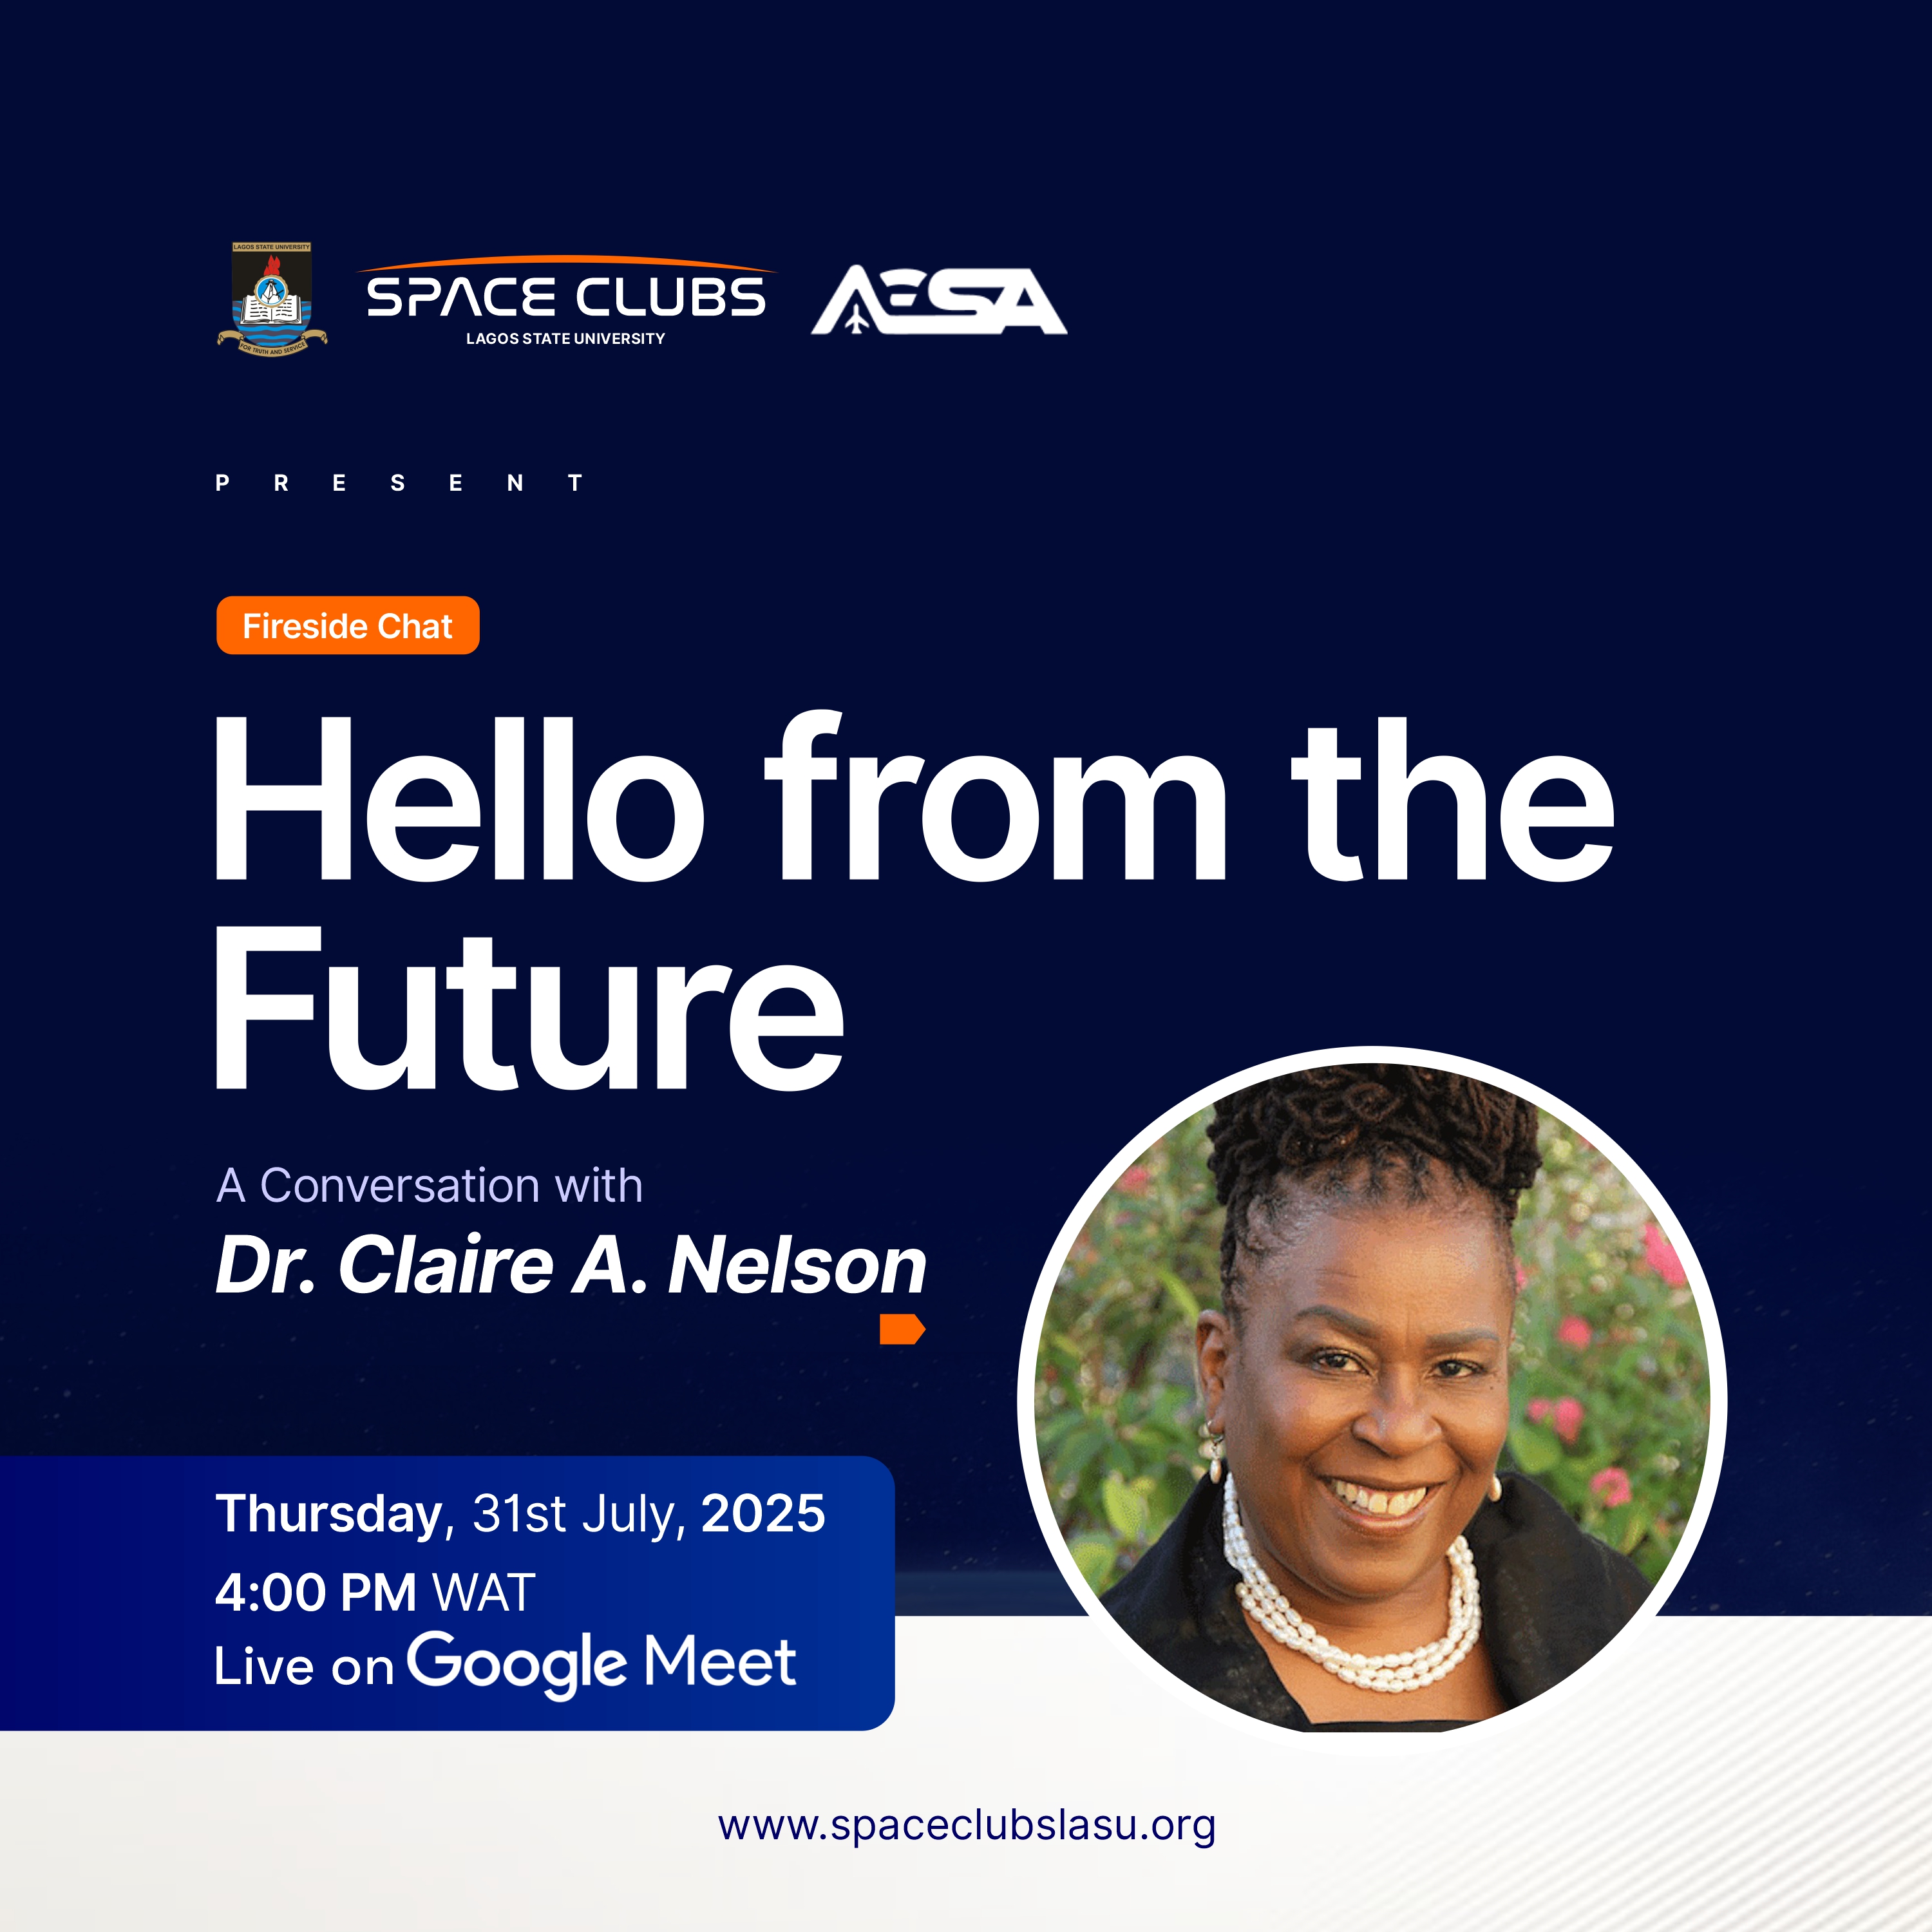 LAGOS STATE UNIVERSITY
FOR TRUTH AND SERVICE
SPACE CLUBS
LAGOS STATE UNIVERSITY
AESA
PRESENT
Fireside Chat
Hello from the
Future
A Conversation with
Dr. Claire A. Nelson
Thursday, 31st July, 2025
4:00 PM WAT
Live on Google Meet
www.spaceclubslasu.org